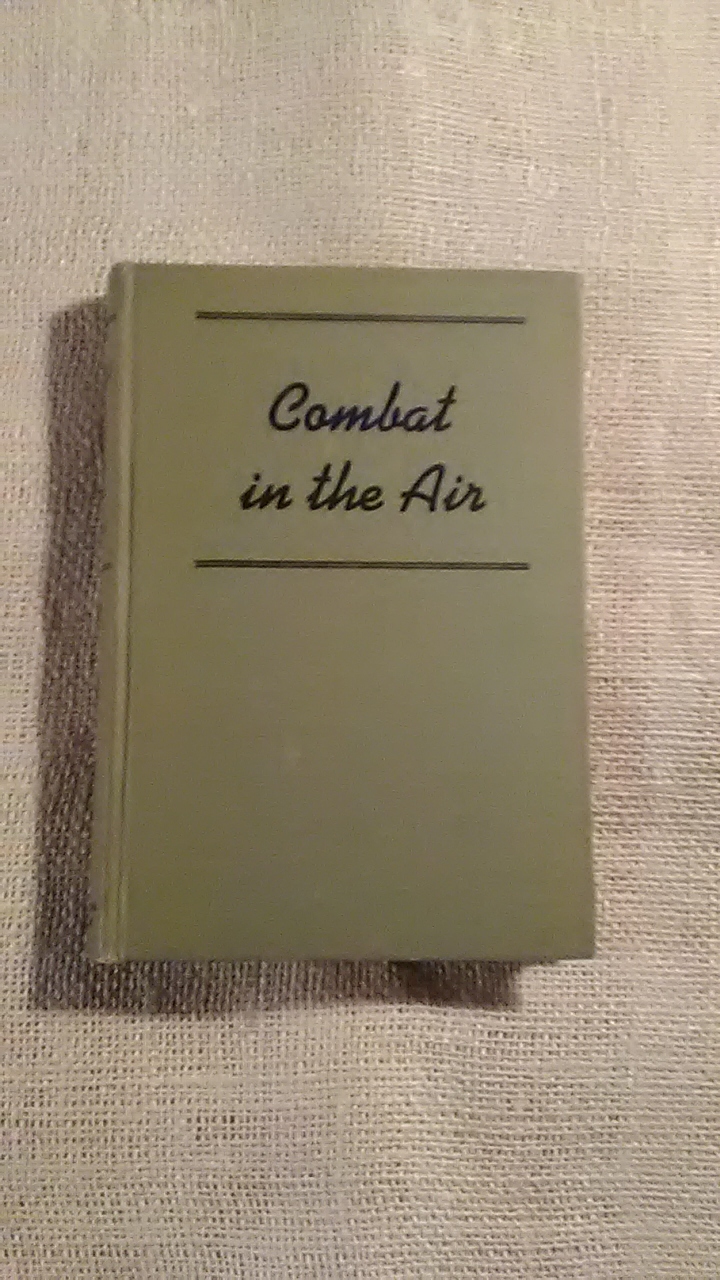 Combat
in the Air